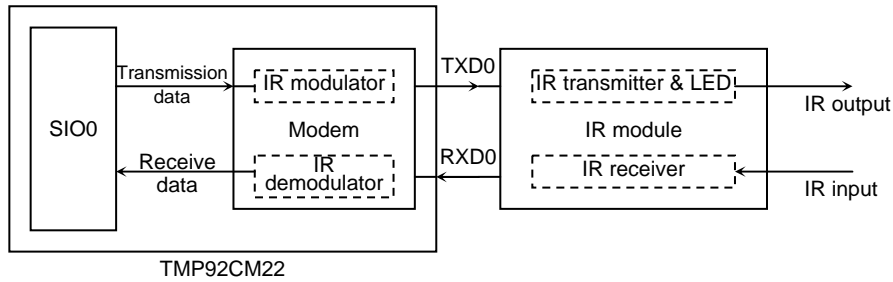 Transmission
data
IR modulator
TXD0
IR transmitter & LED
IR output
SIO0
Modem
IR module
Receive
data
IR
demodulator
RXD0
IR receiver
IR input
TMP92CM22